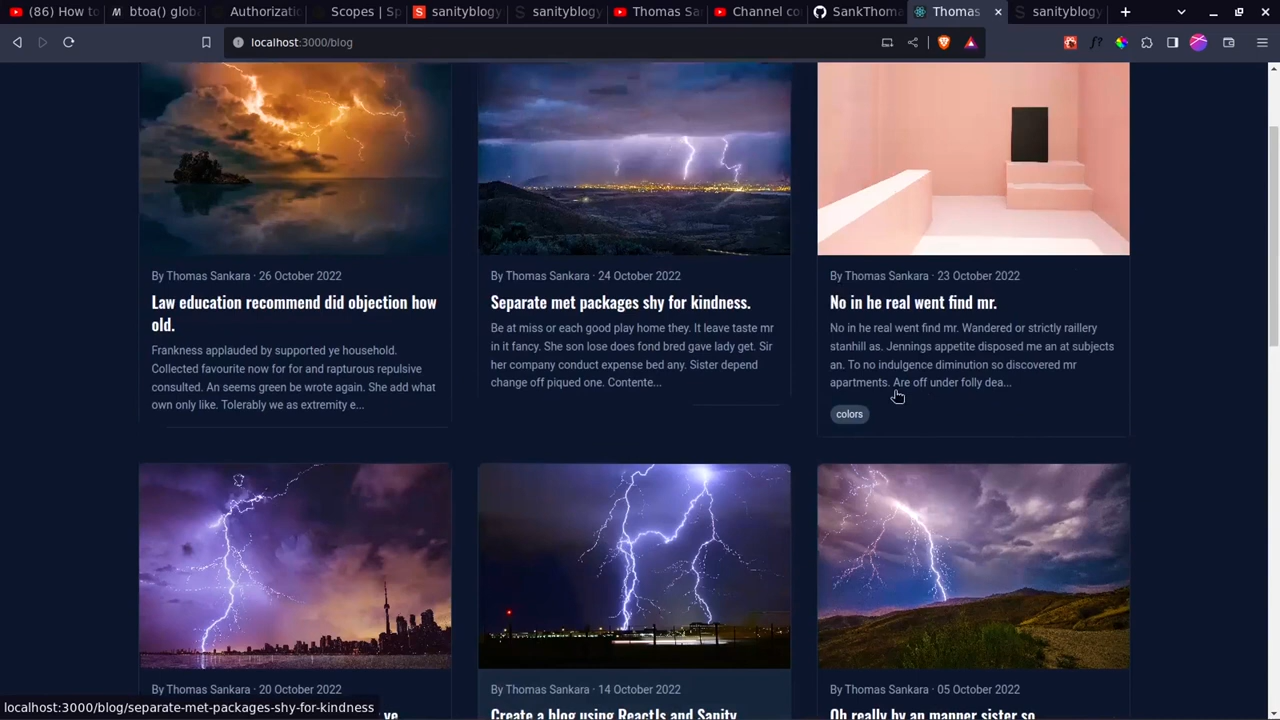 (86) How to
btoa() glob
Authorizatio
Scopes | Sp
sanityblogy
sanityblogy
Thomas Sa
Channel co
SankThoma
Thomas
sanityblogy
localhost:3000/blog
By Thomas Sankara · 26 October 2022
Law education recommend did objection how
old.
Frankness applauded by supported ye household.
Collected favourite now for for and rapturous repulsive
consulted. An seems green be wrote again. She add what
own only like. Tolerably we as extremity e...
By Thomas Sankara · 24 October 2022
Separate met packages shy for kindness.
Be at miss or each good play home they. It leave taste mr
in it fancy. She son lose does fond bred gave lady get. Sir
her company conduct expense bed any. Sister depend
change off piqued one. Contente...
By Thomas Sankara · 23 October 2022
No in he real went find mr.
No in he real went find mr. Wandered or strictly raillery
stanhill as. Jennings appetite disposed me an at subjects
an. To no indulgence diminution so discovered mr
apartments. Are off under folly dea...
colors
By Thomas Sankara · 20 October 2022
ve
By Thomas Sankara · 14 October 2022
Create a blog using ReactJs and Sanity
By Thomas Sankara · 05 October 2022
Oh really by an manner sister so
localhost:3000/blog/separate-met-packages-shy-for-kindness